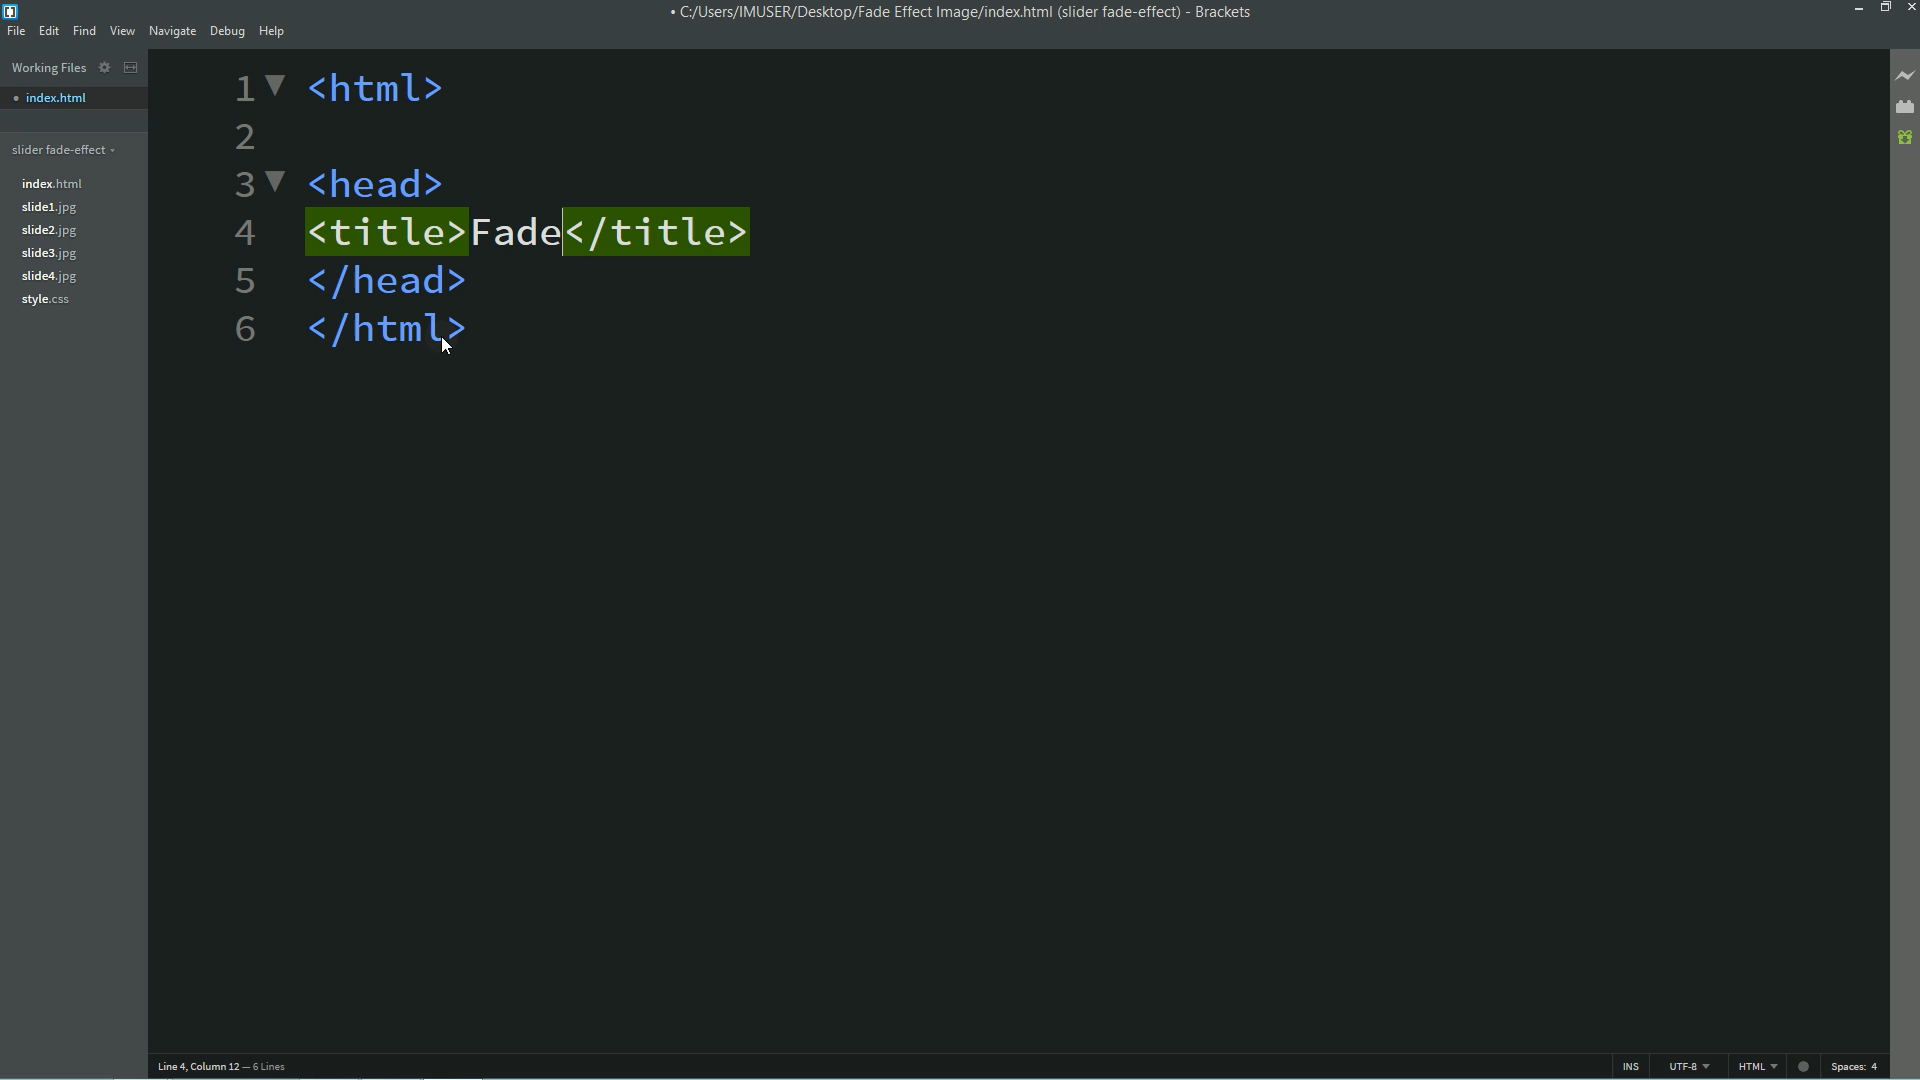 • C:/Users/IMUSER/Desktop/Fade Effect Image/index.html (slider fade-effect) - Brackets
File Edit Find View Navigate Debug Help
Working Files
• index.html
slider fade-effect
index.html
slide1.jpg
slide2.jpg
slide3.jpg
slide4.jpg
style.css
1 <html>
2
3 <head>
4 <title>Fade</title>
5 </head>
6 </html>
Line 4, Column 12 — 6 Lines
INS UTF-8 HTML Spaces: 4